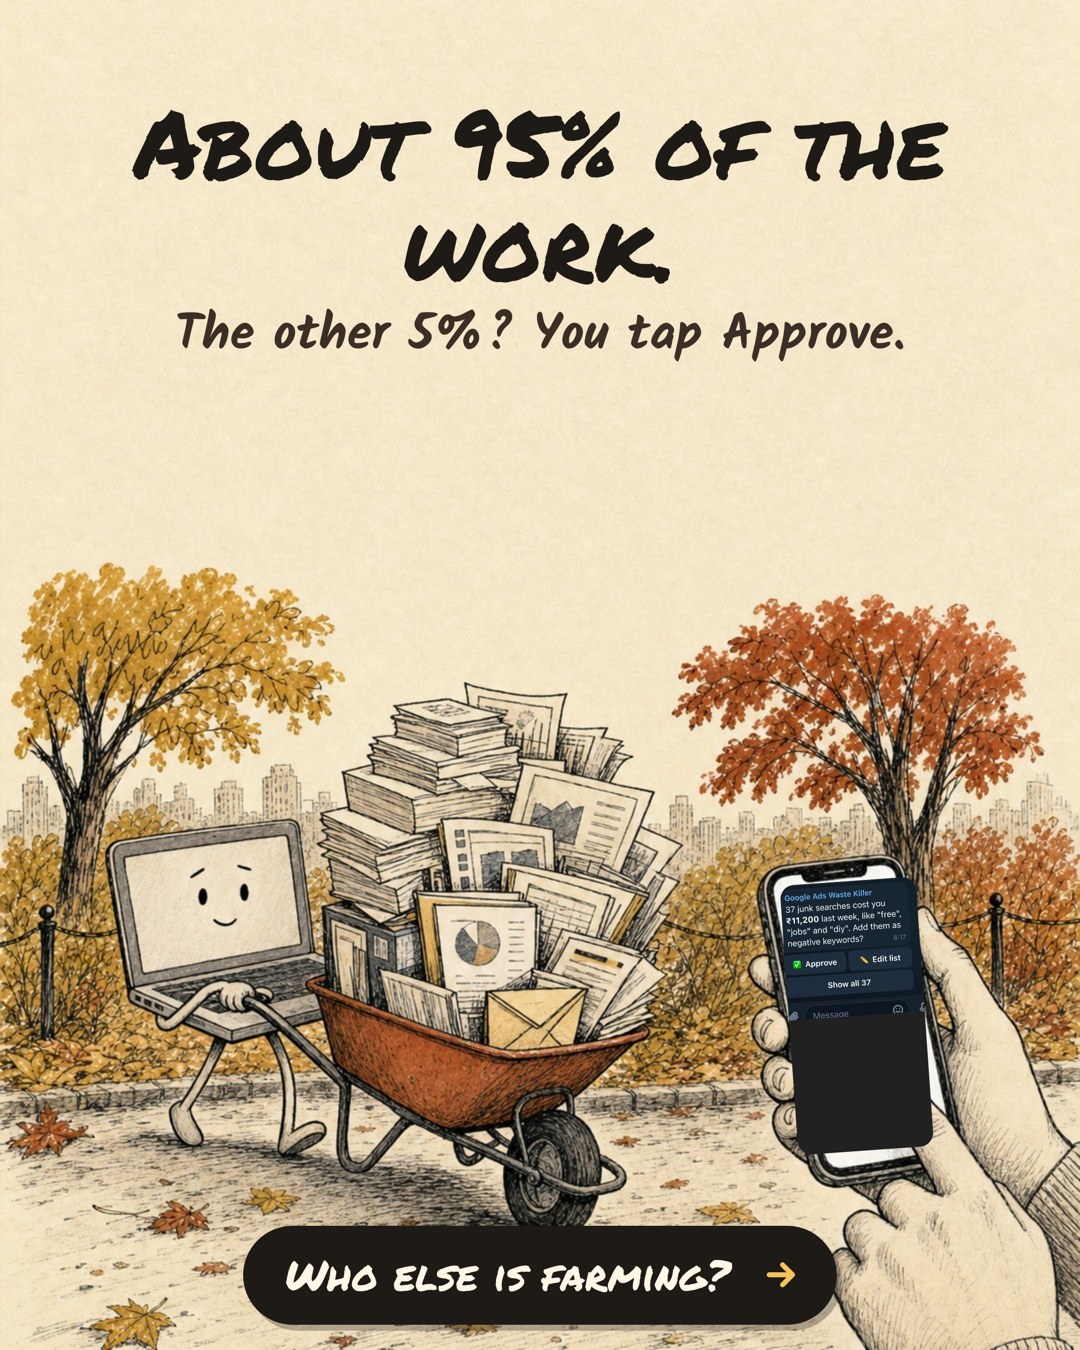 ABOUT 95% OF THE
WORK.
The other 5%? You tap Approve.
Google Ads Waste Killer
37 junk searches cost you
₹11,200 last week, like "free",
"jobs" and "diy". Add them as
negative keywords?
8:17
✅ Approve
✏️ Edit list
Show all 37
Message
WHO ELSE IS FARMING? →